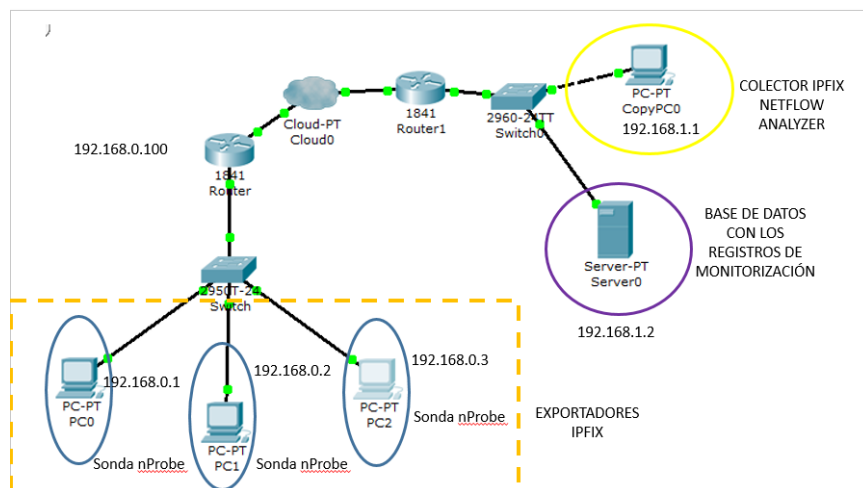 PC-PT
CopyPC0
192.168.1.1
COLECTOR IPFIX
NETFLOW
ANALYZER
Cloud-PT
Cloud0
1841
Router1
2960-24TT
Switch0
192.168.0.100
1841
Router
BASE DE DATOS
CON LOS
REGISTROS DE
MONITORIZACIÓN
Server-PT
Server0
192.168.1.2
2950T-24
Switch
192.168.0.1
192.168.0.2
192.168.0.3
PC-PT
PC0
PC-PT
PC1
PC-PT
PC2
Sonda nProbe
Sonda nProbe
Sonda nProbe
EXPORTADORES
IPFIX